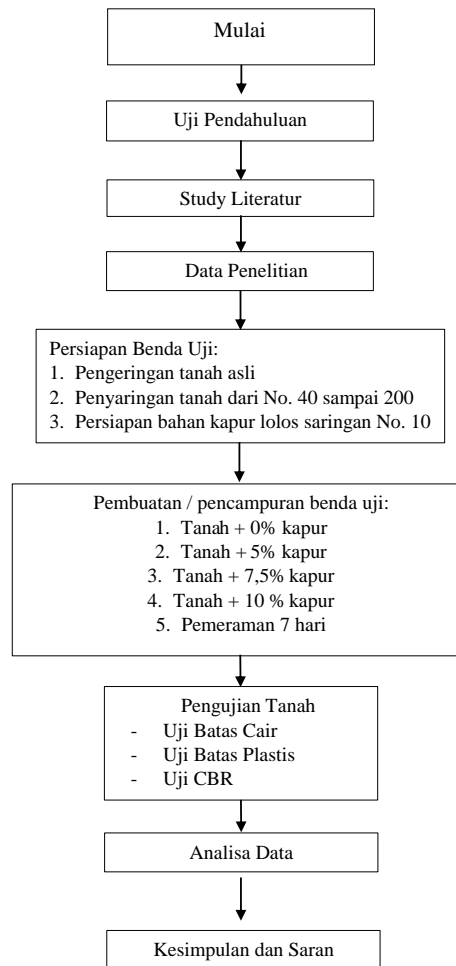 Mulai
Uji Pendahuluan
Study Literatur
Data Penelitian
Persiapan Benda Uji:
1. Pengeringan tanah asli
2. Penyaringan tanah dari No. 40 sampai 200
3. Persiapan bahan kapur lolos saringan No. 10
Pembuatan / pencampuran benda uji:
1. Tanah + 0% kapur
2. Tanah + 5% kapur
3. Tanah + 7,5% kapur
4. Tanah + 10 % kapur
5. Pemeraman 7 hari
Pengujian Tanah
- Uji Batas Cair
- Uji Batas Plastis
- Uji CBR
Analisa Data
Kesimpulan dan Saran